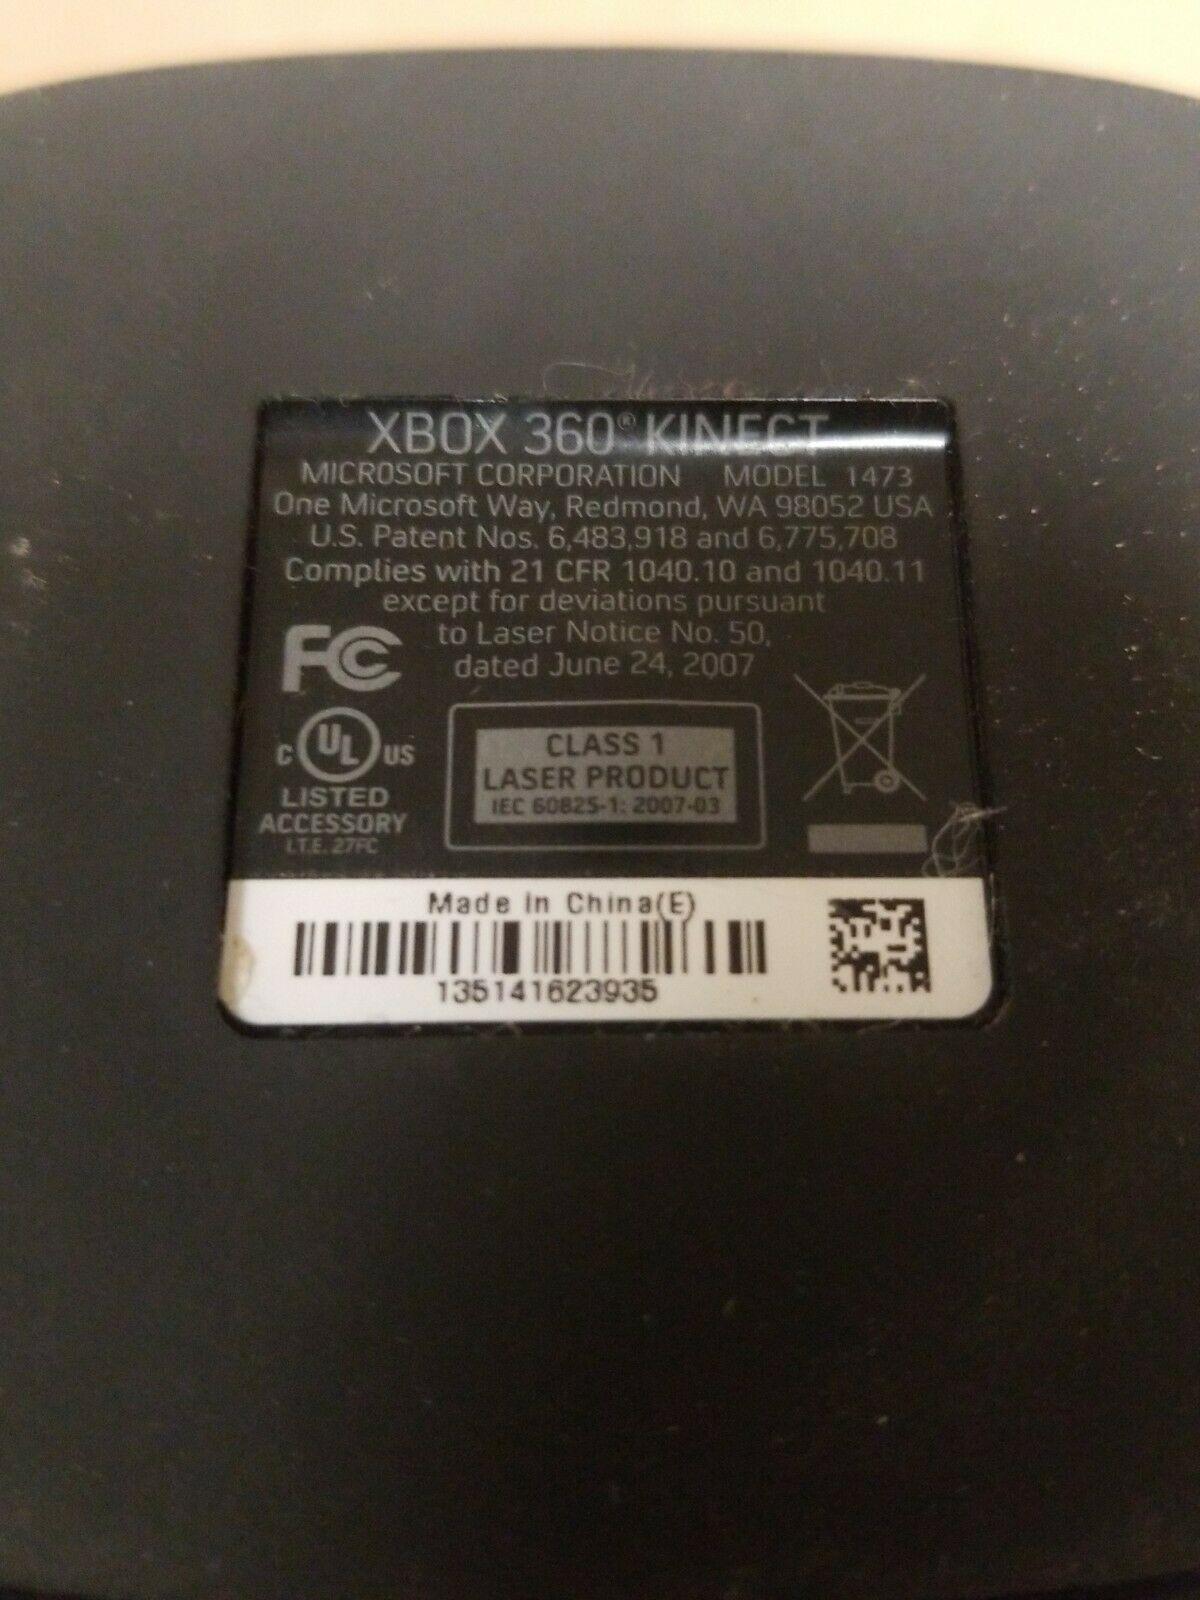 XBOX 360® KINECT
MICROSOFT CORPORATION MODEL 1473
One Microsoft Way, Redmond, WA 98052 USA
U.S. Patent Nos. 6,483,918 and 6,775,708
Complies with 21 CFR 1040.10 and 1040.11
except for deviations pursuant
to Laser Notice No. 50,
dated June 24, 2007
FC
C UL US
LISTED
ACCESSORY
I.T.E. 27FC
CLASS 1
LASER PRODUCT
IEC 60825-1: 2007-03
Made in China(E)
135141623935